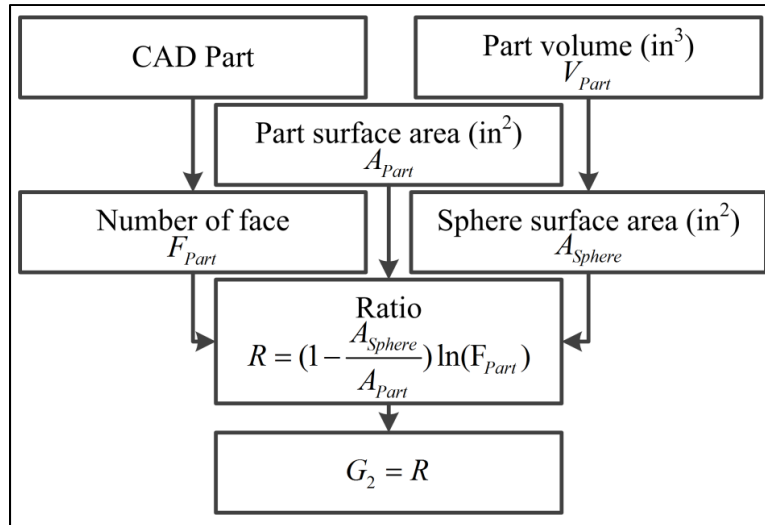 CAD Part
Part volume (in³)
V_Part
Part surface area (in²)
A_Part
Number of face
F_Part
Sphere surface area (in²)
A_Sphere
Ratio
R = (1 − A_Sphere / A_Part) ln(F_Part)
G₂ = R